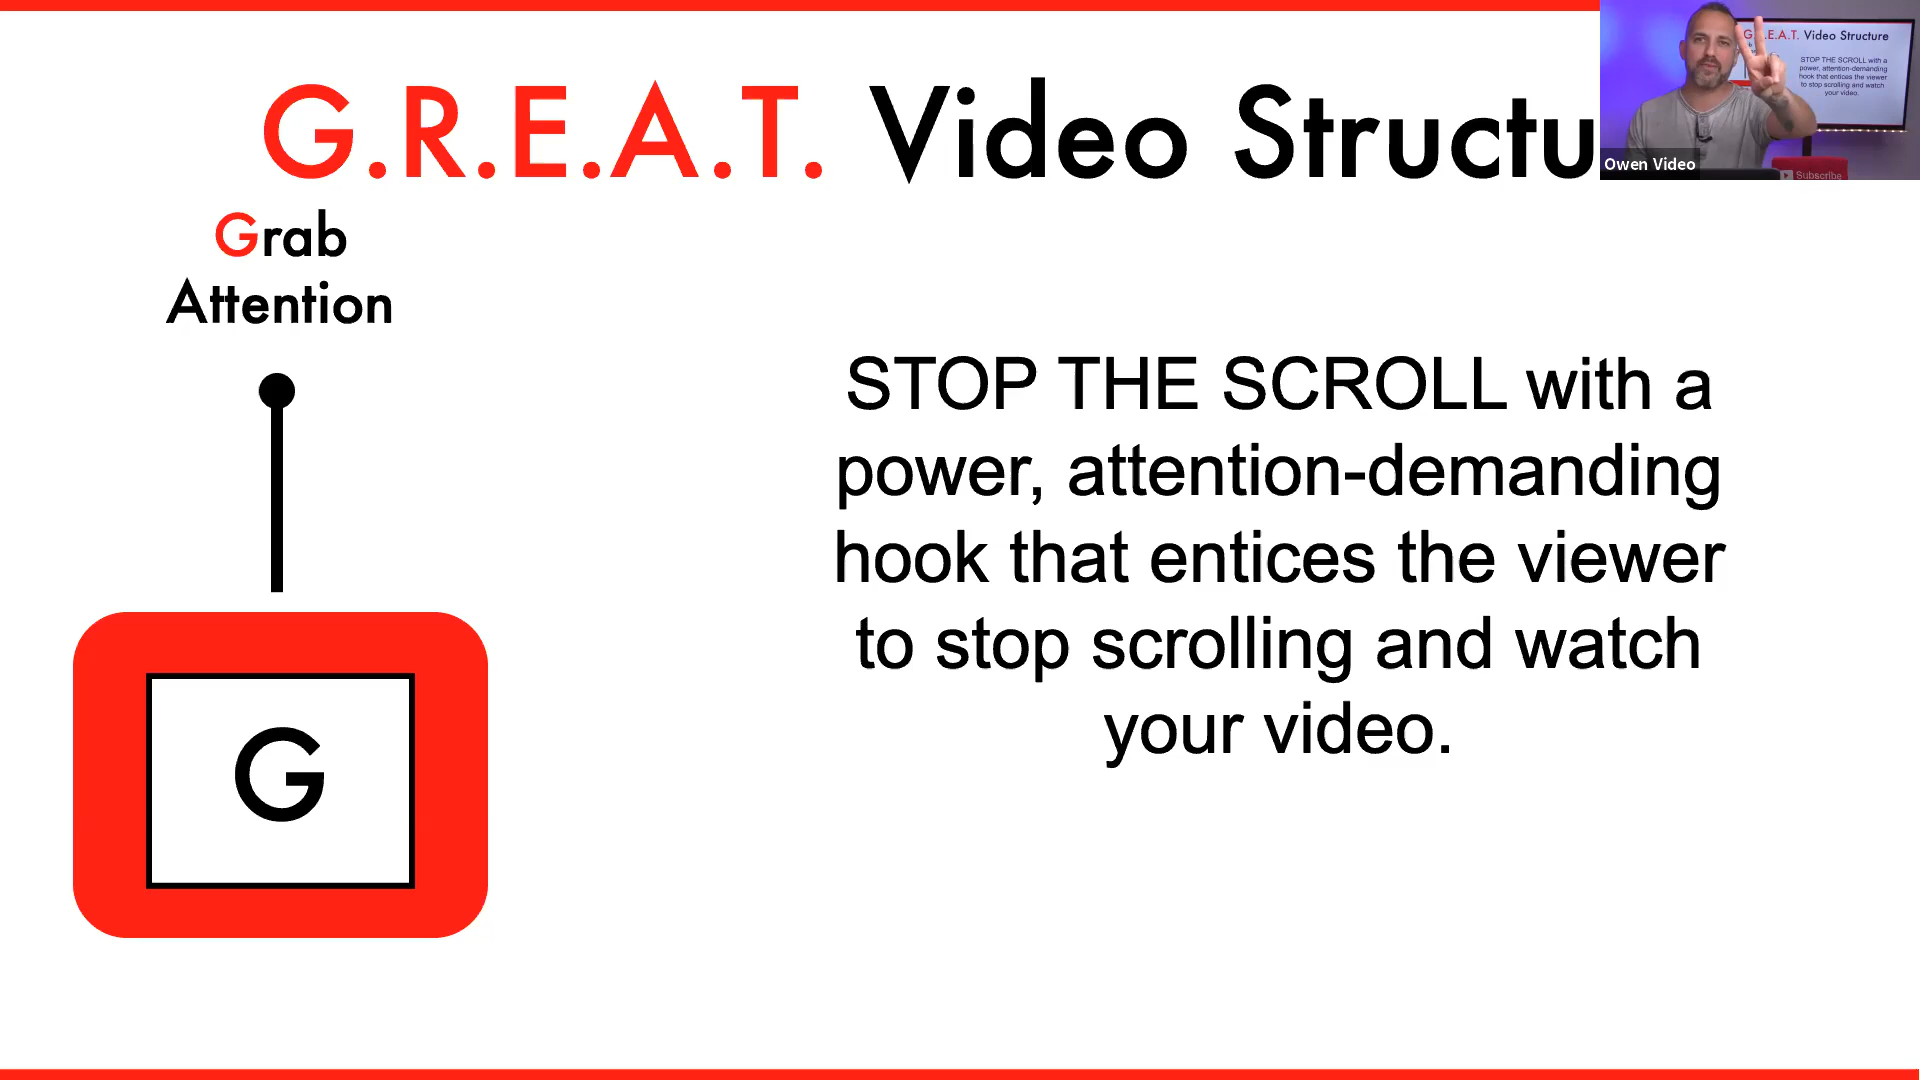 G.R.E.A.T. Video Structu
Grab
Attention
STOP THE SCROLL with a
power, attention-demanding
hook that entices the viewer
to stop scrolling and watch
your video.
G
Owen Video
G .E.A.T. Video Structure
STOP THE SCROLL with a
power, attention-demanding
hook that entices the viewer
to stop scrolling and watch
your video.
Subscribe